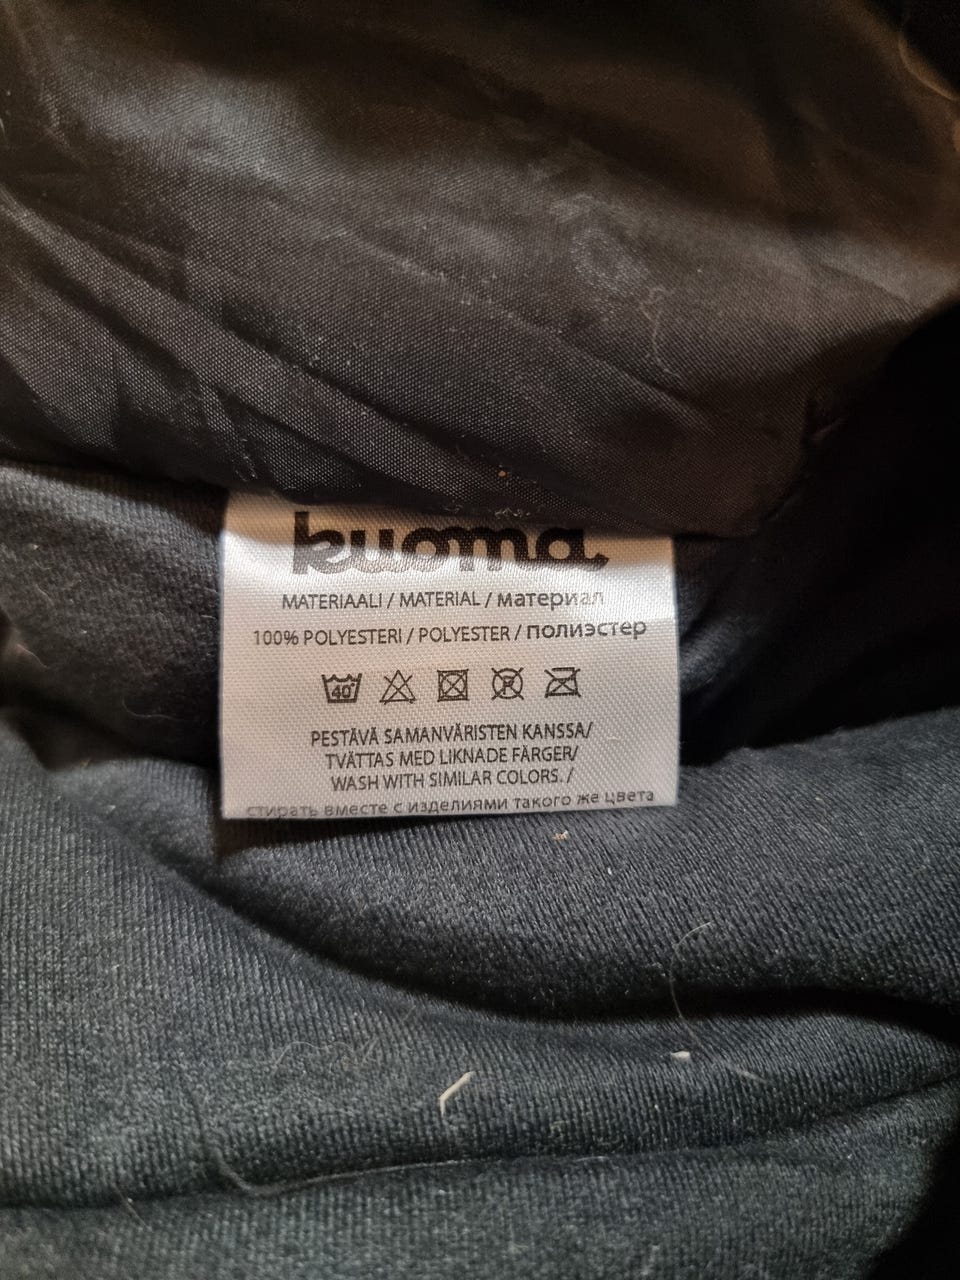 kuoma
MATERIAALI / MATERIAL / материал
100% POLYESTERI / POLYESTER / полиэстер
40°
PESTÄVÄ SAMANVÄRISTEN KANSSA/
TVÄTTAS MED LIKNADE FÄRGER/
WASH WITH SIMILAR COLORS. /
стирать вместе с изделиями такого же цвета